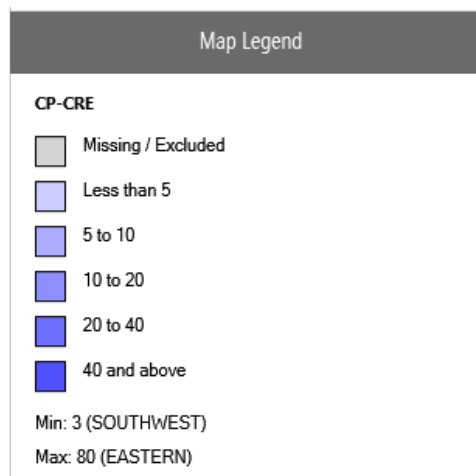 Map Legend
CP-CRE
Missing / Excluded
Less than 5
5 to 10
10 to 20
20 to 40
40 and above
Min: 3 (SOUTHWEST)
Max: 80 (EASTERN)